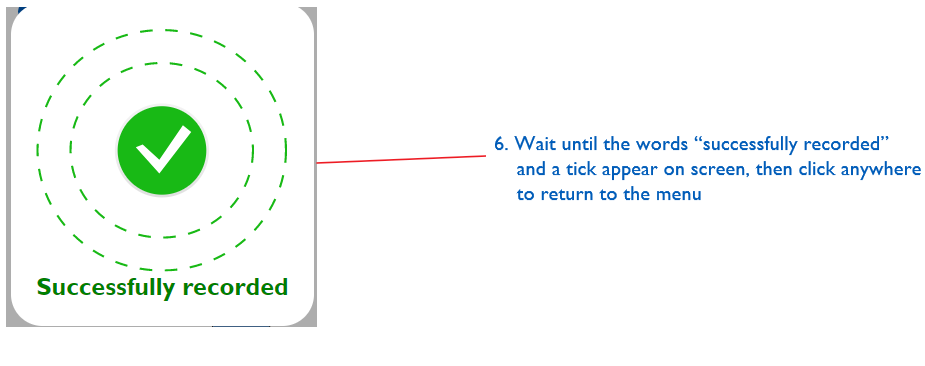 Successfully recorded
6. Wait until the words “successfully recorded”
and a tick appear on screen, then click anywhere
to return to the menu